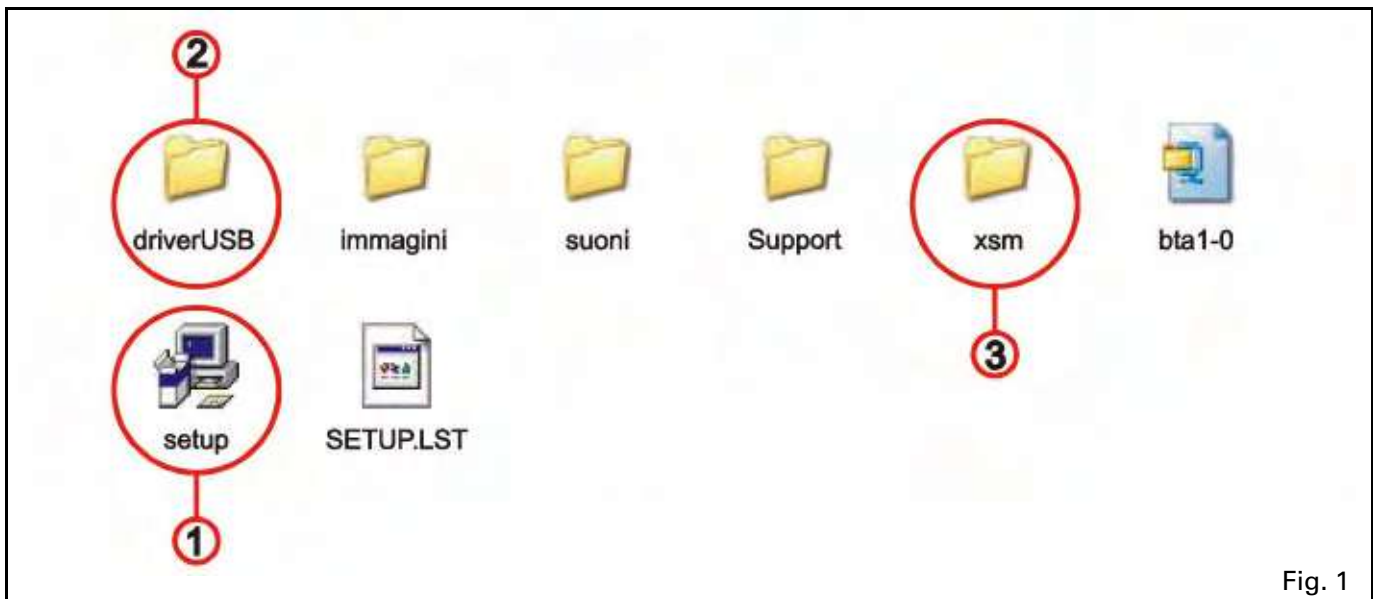 2
driverUSB immagini suoni Support xsm bta1-0
3
setup SETUP.LST
1
Fig. 1